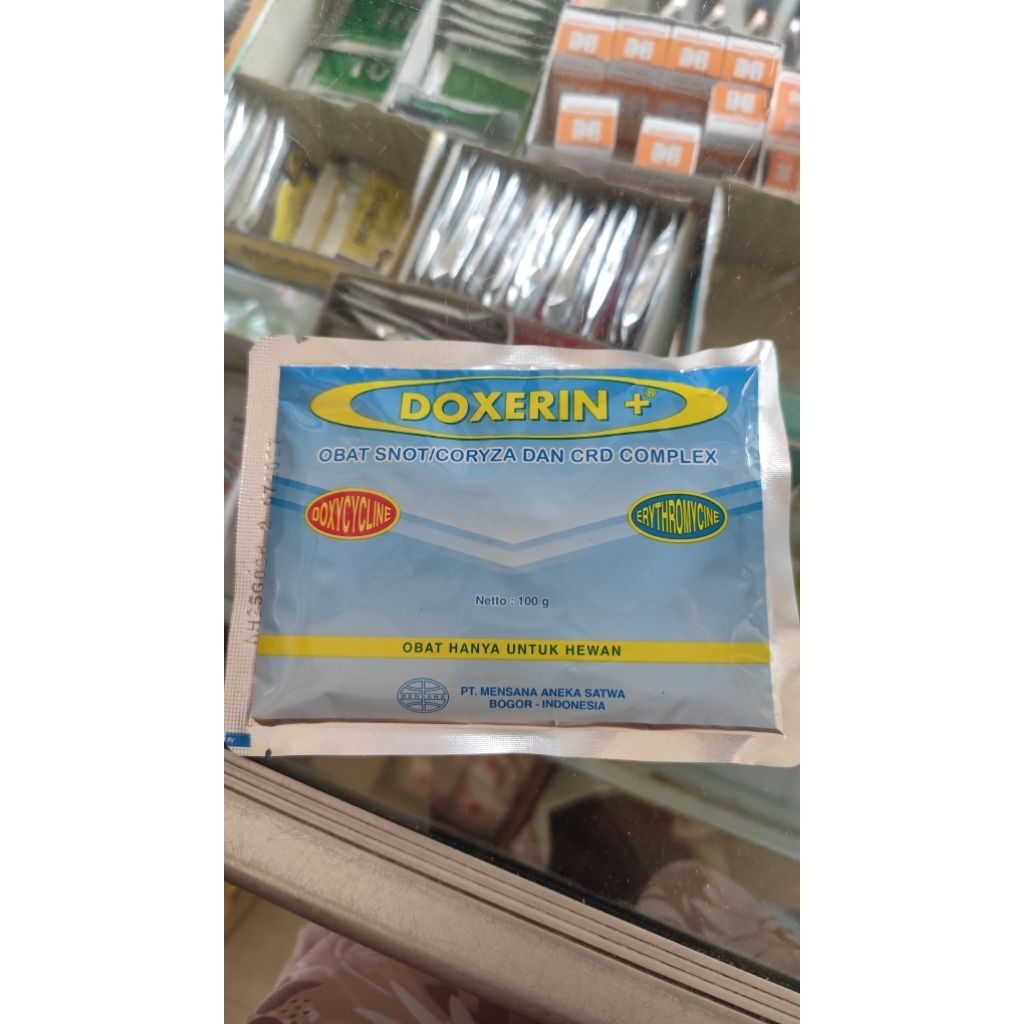 DOXERIN +®
OBAT SNOT/CORYZA DAN CRD COMPLEX
DOXYCYCLINE
ERYTHROMYCINE
Netto : 100 g
OBAT HANYA UNTUK HEWAN
MENSANA
PT. MENSANA ANEKA SATWA
BOGOR - INDONESIA